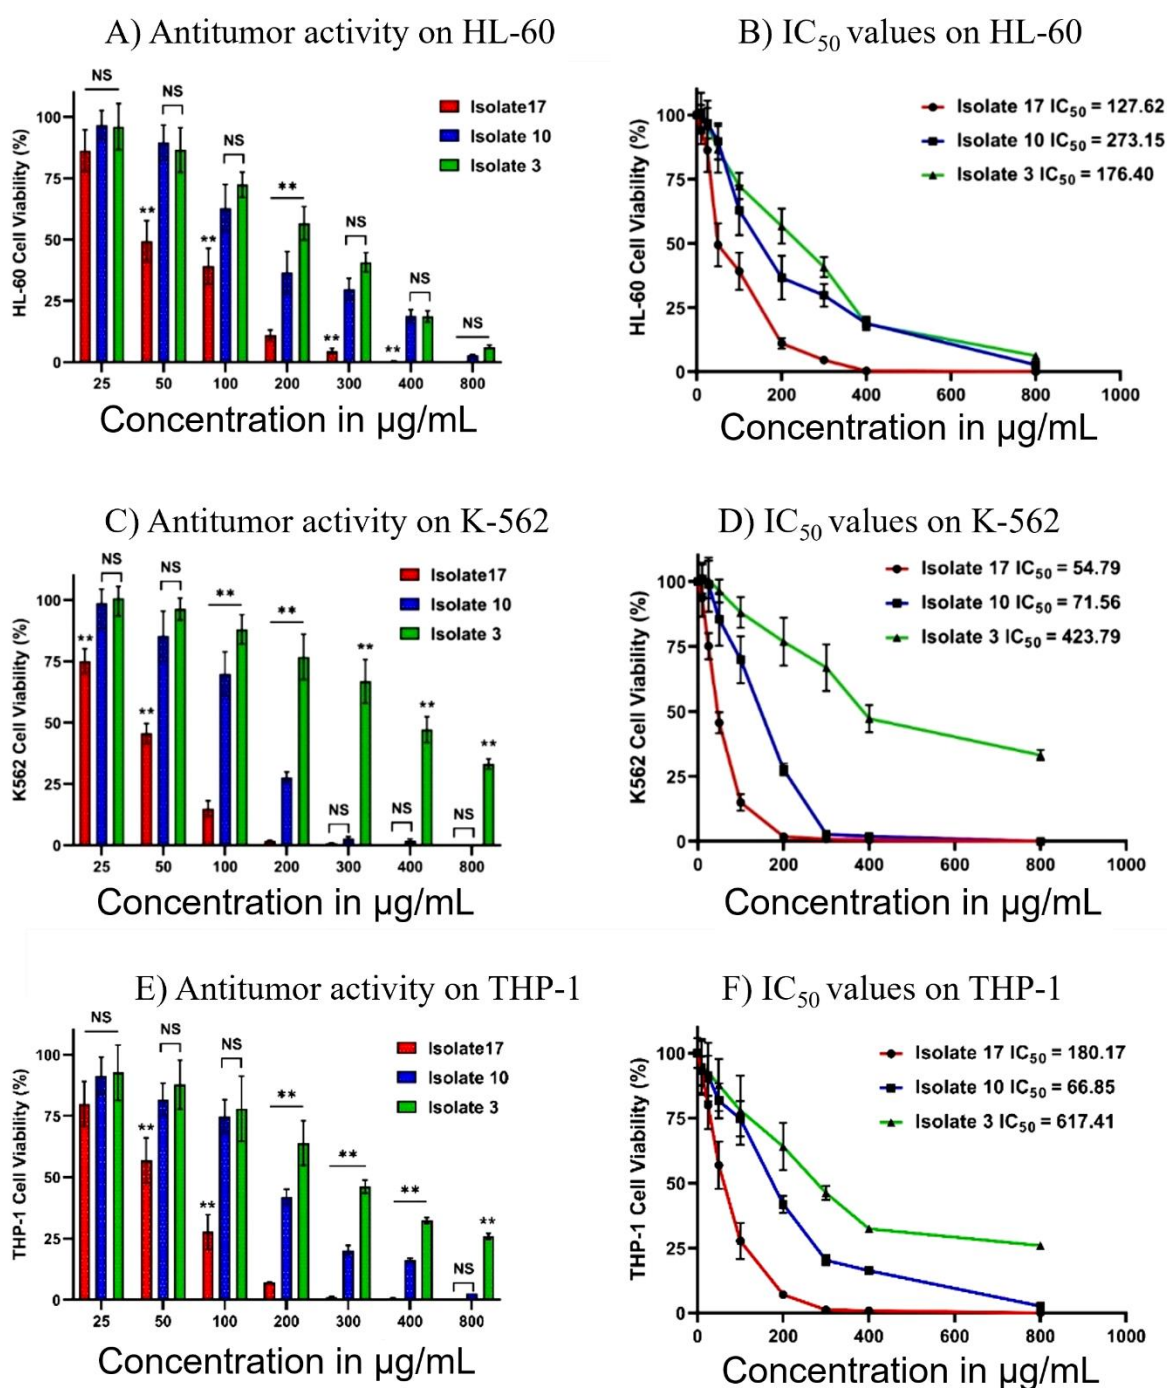 A) Antitumor activity on HL-60
HL-60 Cell Viability (%)
100
75
50
25
0
NS
**
NS
**
NS
**
**
NS
**
NS
NS
Isolate17
Isolate 10
Isolate 3
25 50 100 200 300 400 800
Concentration in µg/mL
B) IC50 values on HL-60
HL-60 Cell Viability (%)
100
75
50
25
0
Isolate 17 IC50 = 127.62
Isolate 10 IC50 = 273.15
Isolate 3 IC50 = 176.40
0 200 400 600 800 1000
Concentration in µg/mL
C) Antitumor activity on K-562
K562 Cell Viability (%)
100
75
50
25
0
**
NS
**
NS
**
**
NS
**
NS
**
NS
**
Isolate17
Isolate 10
Isolate 3
25 50 100 200 300 400 800
Concentration in µg/mL
D) IC50 values on K-562
K562 Cell Viability (%)
100
75
50
25
0
Isolate 17 IC50 = 54.79
Isolate 10 IC50 = 71.56
Isolate 3 IC50 = 423.79
0 200 400 600 800 1000
Concentration in µg/mL
E) Antitumor activity on THP-1
THP-1 Cell Viability (%)
100
75
50
25
0
NS
**
NS
**
NS
**
**
**
NS
**
Isolate17
Isolate 10
Isolate 3
25 50 100 200 300 400 800
Concentration in µg/mL
F) IC50 values on THP-1
THP-1 Cell Viability (%)
100
75
50
25
0
Isolate 17 IC50 = 180.17
Isolate 10 IC50 = 66.85
Isolate 3 IC50 = 617.41
0 200 400 600 800 1000
Concentration in µg/mL